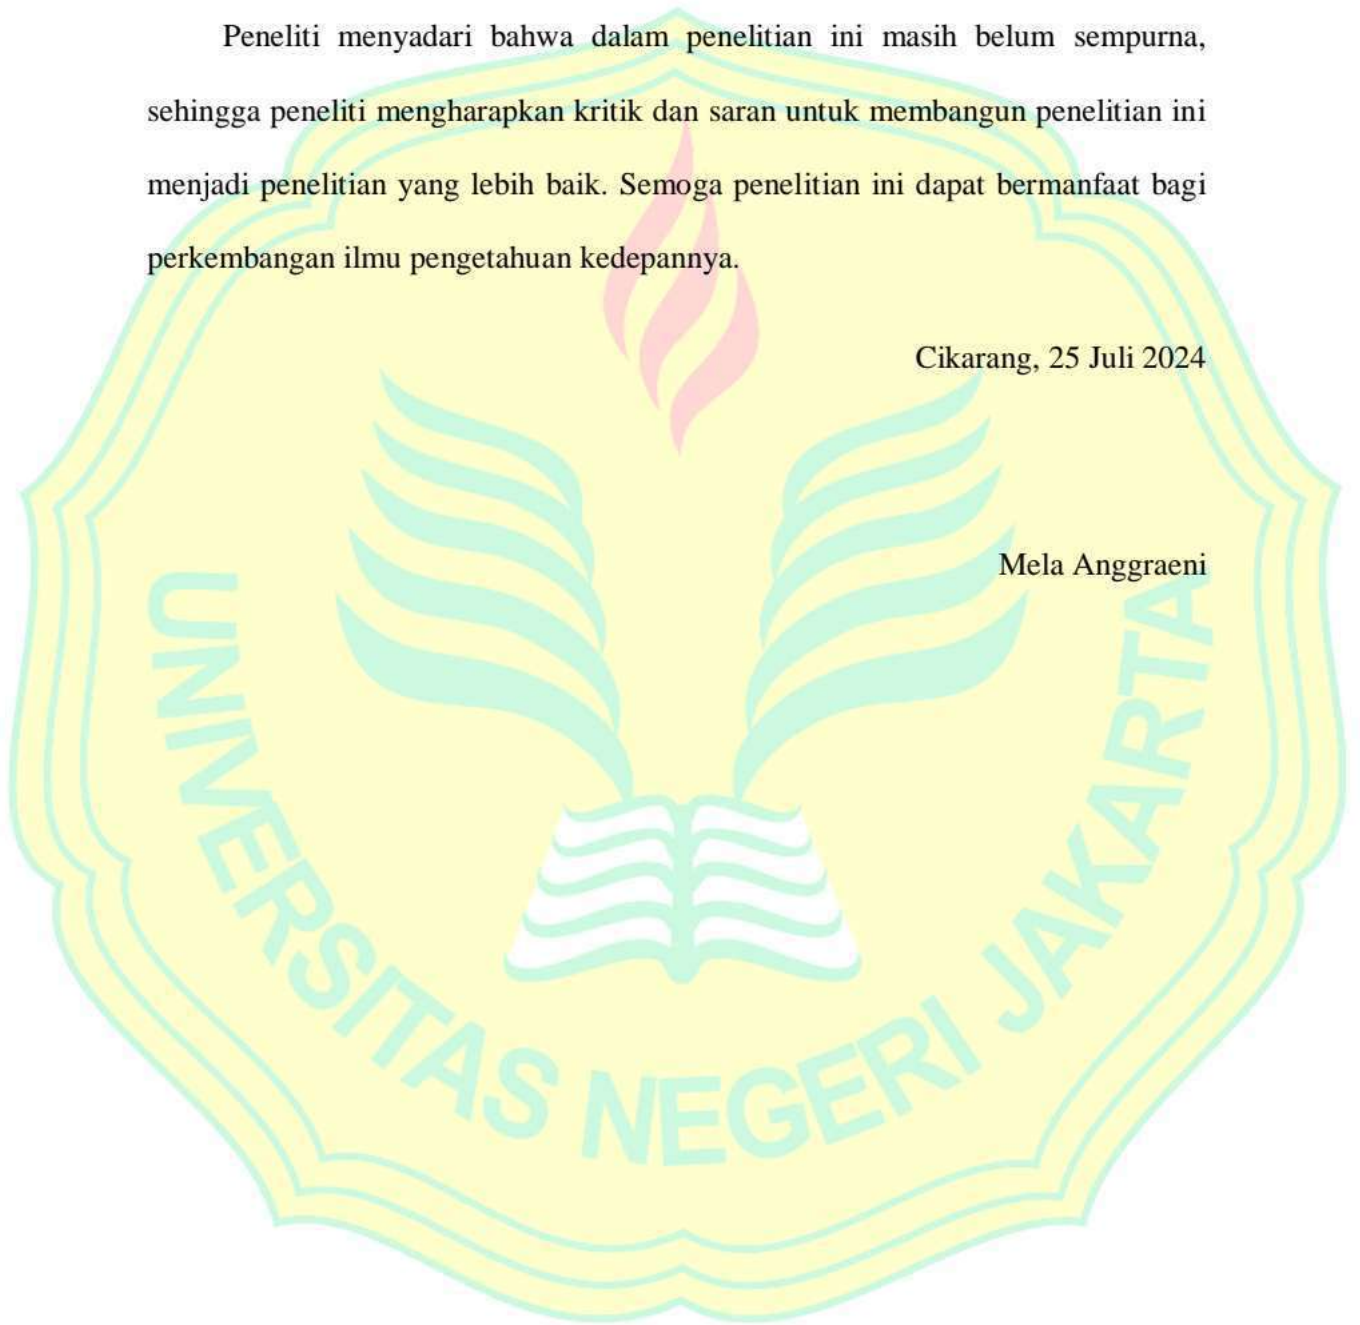 Peneliti menyadari bahwa dalam penelitian ini masih belum sempurna,
sehingga peneliti mengharapkan kritik dan saran untuk membangun penelitian ini
menjadi penelitian yang lebih baik. Semoga penelitian ini dapat bermanfaat bagi
perkembangan ilmu pengetahuan kedepannya.
Cikarang, 25 Juli 2024
Mela Anggraeni
UNIVERSITAS NEGERI JAKARTA